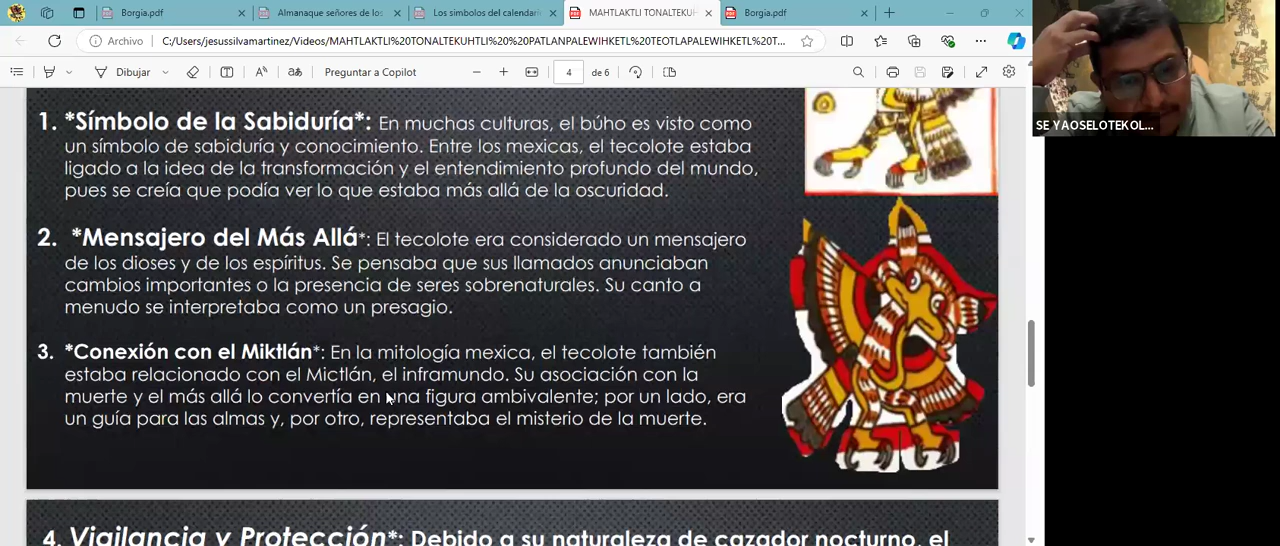 Borgia.pdf
Almanaque señores de los
Los símbolos del calendari
MAHTLAKTLI TONALTEKUH
Borgia.pdf
Archivo
C:/Users/jesussilvamartinez/Videos/MAHTLAKTLI%20TONALTEKUHTLI%20%20PATLANPALEWIHKETL%20TEOTLAPALEWIHKETL%20T...
Dibujar
Preguntar a Copilot
4
de 6
SE YAOSELOTEKOL...
1. *Símbolo de la Sabiduría*: En muchas culturas, el búho es visto como
un símbolo de sabiduría y conocimiento. Entre los mexicas, el tecolote estaba
ligado a la idea de la transformación y el entendimiento profundo del mundo,
pues se creía que podía ver lo que estaba más allá de la oscuridad.
2. *Mensajero del Más Allá*: El tecolote era considerado un mensajero
de los dioses y de los espíritus. Se pensaba que sus llamados anunciaban
cambios importantes o la presencia de seres sobrenaturales. Su canto a
menudo se interpretaba como un presagio.
3. *Conexión con el Miktlán*: En la mitología mexica, el tecolote también
estaba relacionado con el Mictlán, el inframundo. Su asociación con la
muerte y el más allá lo convertía en una figura ambivalente; por un lado, era
un guía para las almas y, por otro, representaba el misterio de la muerte.
4. Vigilancia y Protección*: Debido a su naturaleza de cazador nocturno, el